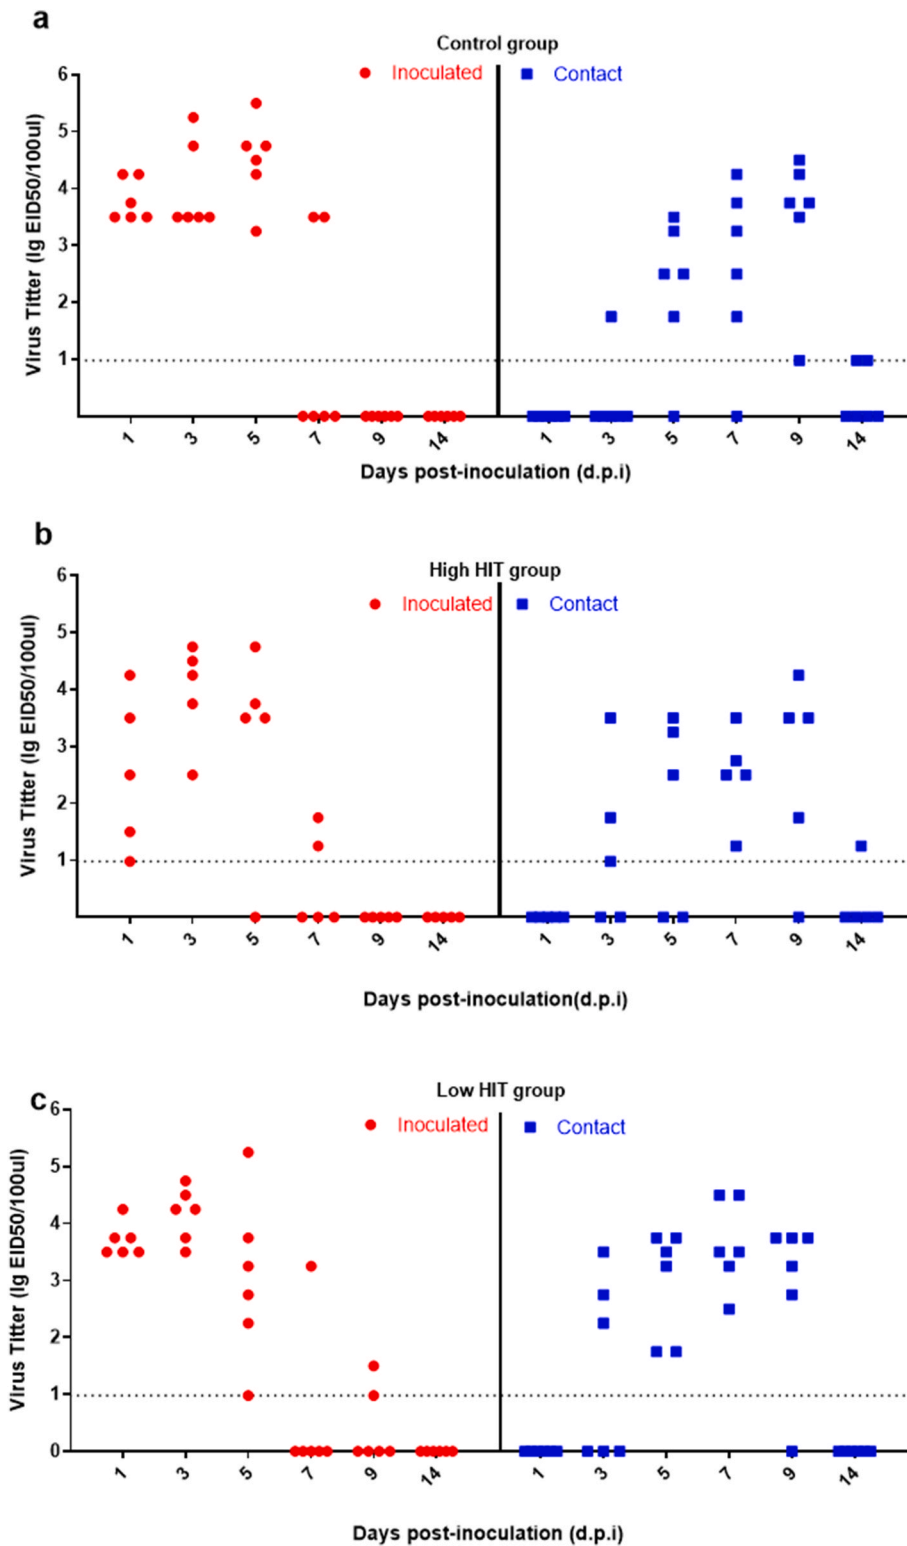 a
Control group
Inoculated Contact
6
5
4
3
2
1
Virus Titter (lg EID50/100ul)
1 3 5 7 9 14 1 3 5 7 9 14
Days post-inoculation (d.p.i)
b
High HIT group
Inoculated Contact
6
5
4
3
2
1
Virus Titter (lg EID50/100ul)
1 3 5 7 9 14 1 3 5 7 9 14
Days post-inoculation(d.p.i)
c
Low HIT group
Inoculated Contact
6
5
4
3
2
1
0
Virus Titter (lg EID50/100ul)
1 3 5 7 9 14 1 3 5 7 9 14
Days post-inoculation (d.p.i)